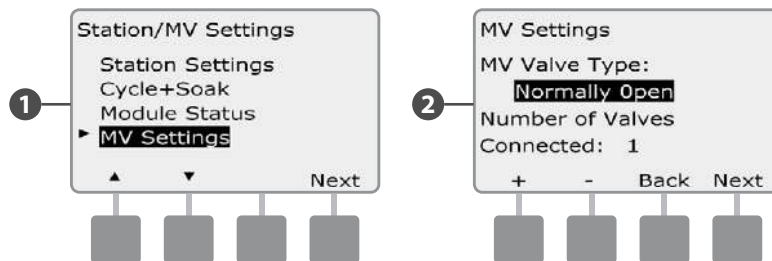 1
Station/MV Settings
Station Settings
Cycle+Soak
Module Status
► MV Settings
▲ ▼ Next
2
MV Settings
MV Valve Type:
Normally Open
Number of Valves
Connected: 1
+ - Back Next